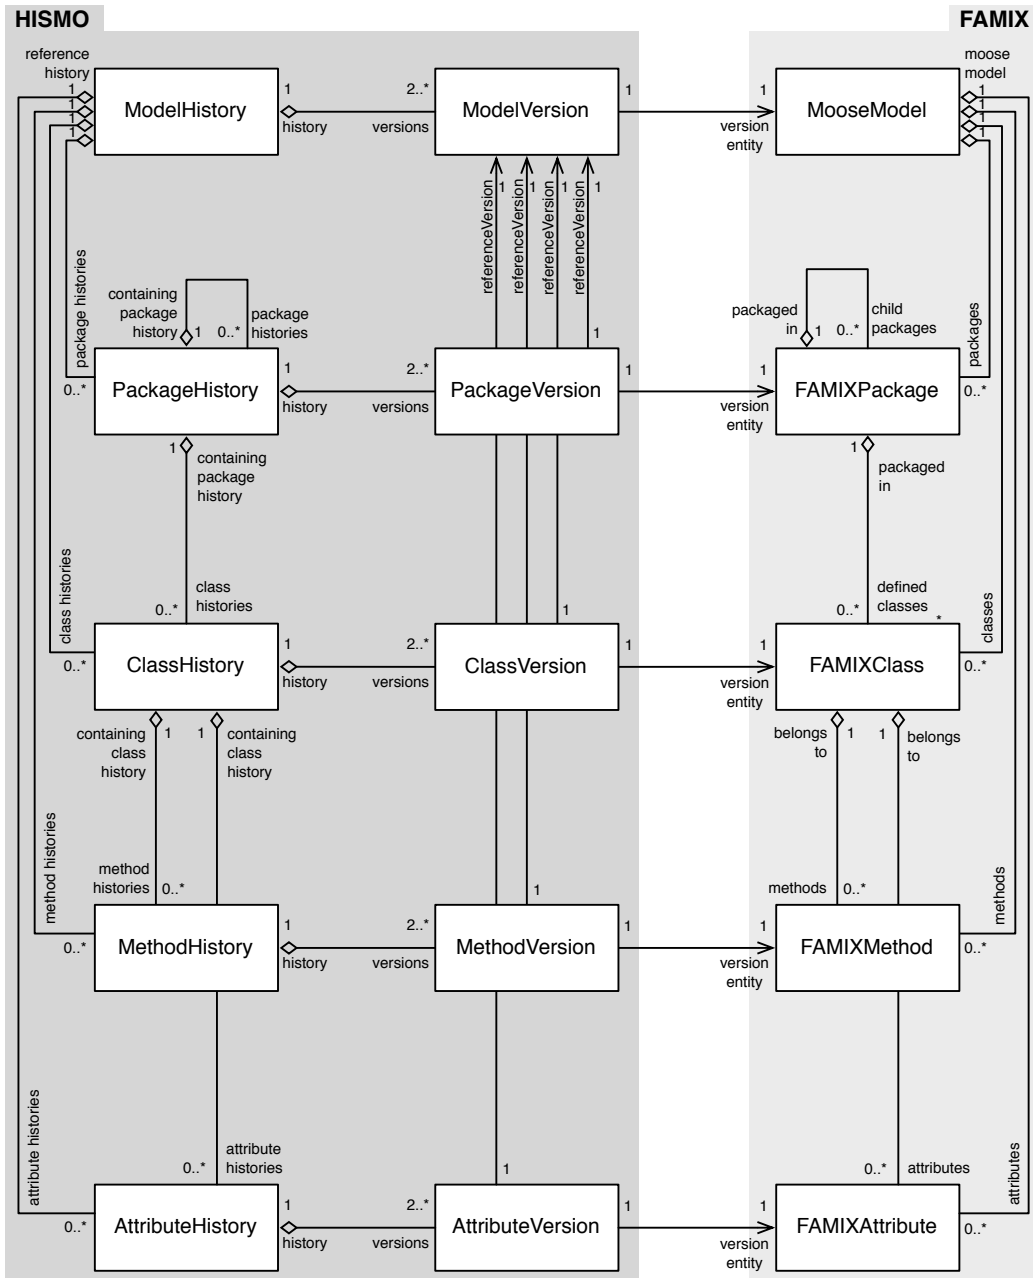 HISMO
FAMIX
reference
history
moose
model
1
1
1
1
ModelHistory
1
history
2..*
versions
ModelVersion
1
1
version
entity
MooseModel
1
1
1
1
referenceVersion
1
referenceVersion
1
referenceVersion
1
referenceVersion
1
package histories
containing
package
history
1
0..*
package
histories
1
packaged
in
1
0..*
child
packages
packages
0..*
PackageHistory
1
history
2..*
versions
PackageVersion
1
1
version
entity
FAMIXPackage
0..*
1
containing
package
history
1
packaged
in
class histories
0..*
class
histories
1
0..*
defined
classes
*
classes
0..*
ClassHistory
1
history
2..*
versions
ClassVersion
1
1
version
entity
FAMIXClass
0..*
containing
class
history
1
1
containing
class
history
belongs
to
1
1
belongs
to
method histories
method
histories
0..*
1
methods
0..*
methods
0..*
MethodHistory
1
history
2..*
versions
MethodVersion
1
1
version
entity
FAMIXMethod
0..*
attribute histories
0..*
attribute
histories
1
0..*
attributes
attributes
0..*
AttributeHistory
1
history
2..*
versions
AttributeVersion
1
1
version
entity
FAMIXAttribute
0..*